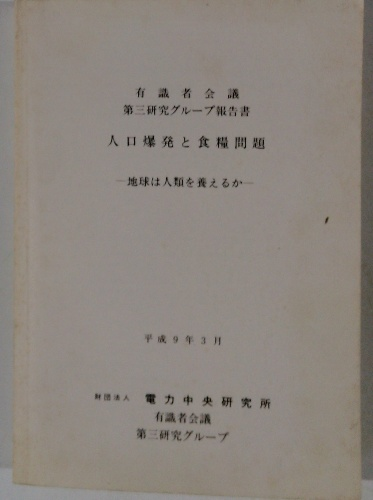 有識者会議
第三研究グループ報告書
人口爆発と食糧問題
―地球は人類を養えるか―
平成9年3月
財団法人 電力中央研究所
有識者会議
第三研究グループ